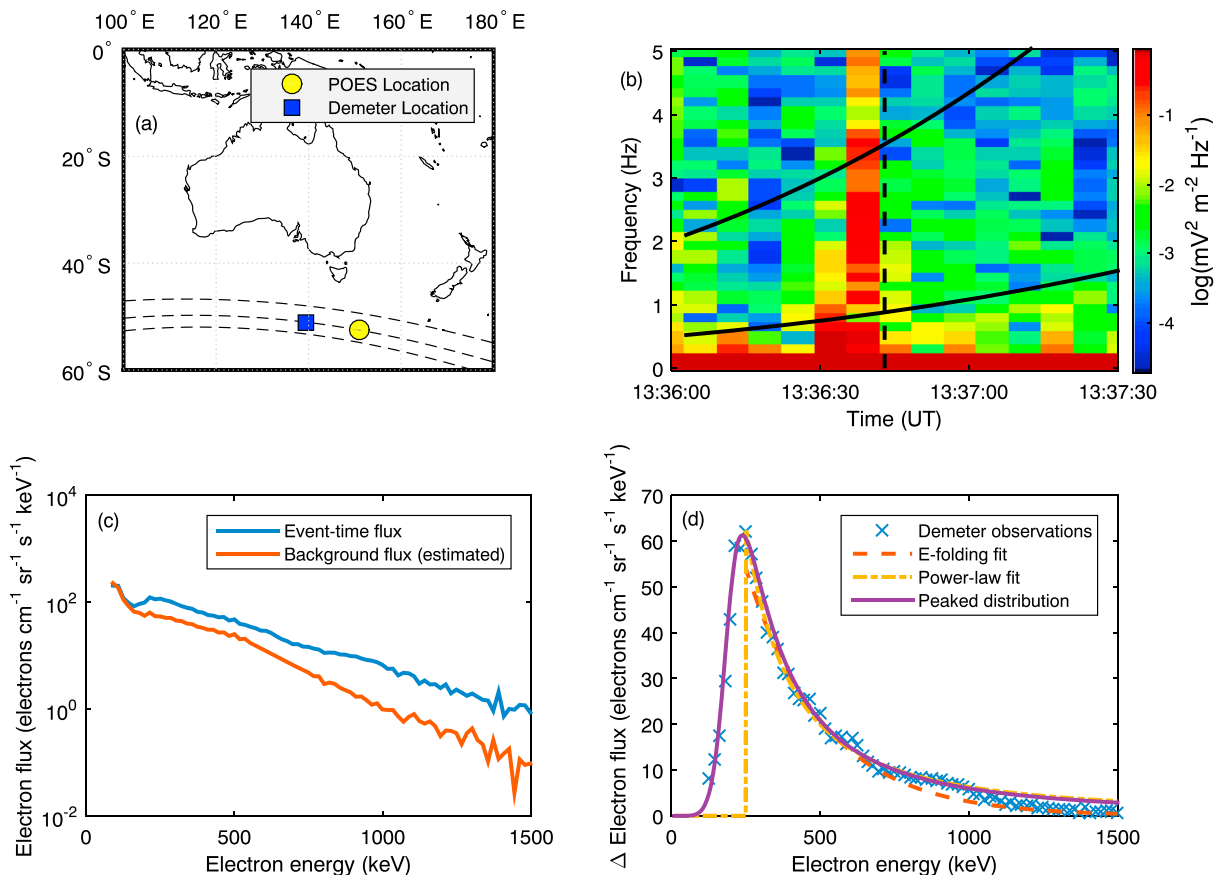 100° E 120° E 140° E 160° E 180° E
0°
20° S
40° S
60° S
(a)
POES Location
Demeter Location
(b)
5
4
3
2
1
0
Frequency (Hz)
13:36:00 13:36:30 13:37:00 13:37:30
Time (UT)
-1
-2
-3
-4
log(mV² m⁻² Hz⁻¹)
(c)
Event-time flux
Background flux (estimated)
10⁴
10²
10⁰
10⁻²
Electron flux (electrons cm⁻¹ sr⁻¹ s⁻¹ keV⁻¹)
0 500 1000 1500
Electron energy (keV)
(d)
Demeter observations
E-folding fit
Power-law fit
Peaked distribution
70
60
50
40
30
20
10
0
Δ Electron flux (electrons cm⁻¹ sr⁻¹ s⁻¹ keV⁻¹)
0 500 1000 1500
Electron energy (keV)